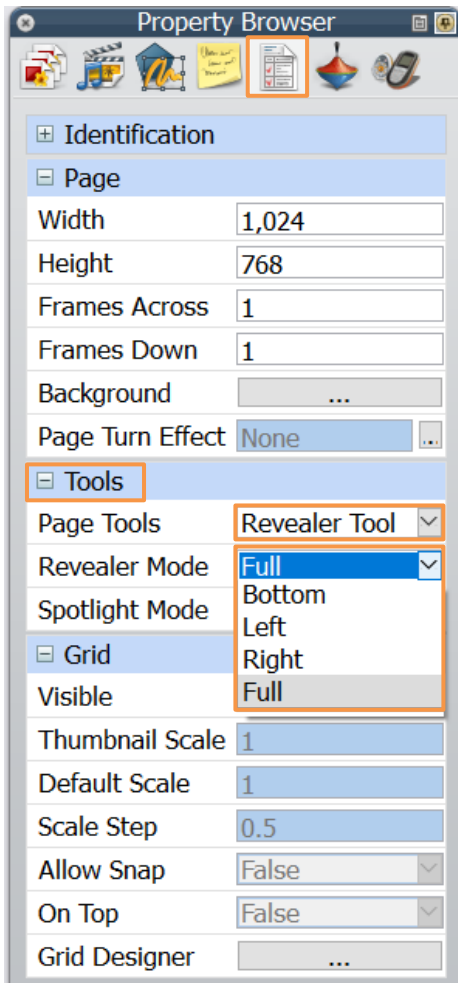 Property Browser
Identification
Page
Width 1,024
Height 768
Frames Across 1
Frames Down 1
Background ...
Page Turn Effect None ...
Tools
Page Tools Revealer Tool
Revealer Mode Full
Bottom
Spotlight Mode Left
Right
Grid
Full
Visible
Thumbnail Scale 1
Default Scale 1
Scale Step 0.5
Allow Snap False
On Top False
Grid Designer ...